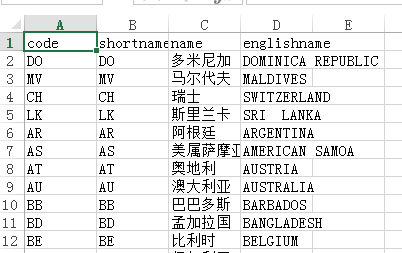 A B C D E
1 code shortname name englishname
2 DO DO 多米尼加 DOMINICA REPUBLIC
3 MV MV 马尔代夫 MALDIVES
4 CH CH 瑞士 SWITZERLAND
5 LK LK 斯里兰卡 SRI LANKA
6 AR AR 阿根廷 ARGENTINA
7 AS AS 美属萨摩亚 AMERICAN SAMOA
8 AT AT 奥地利 AUSTRIA
9 AU AU 澳大利亚 AUSTRALIA
10 BB BB 巴巴多斯 BARBADOS
11 BD BD 孟加拉国 BANGLADESH
12 BE BE 比利时 BELGIUM